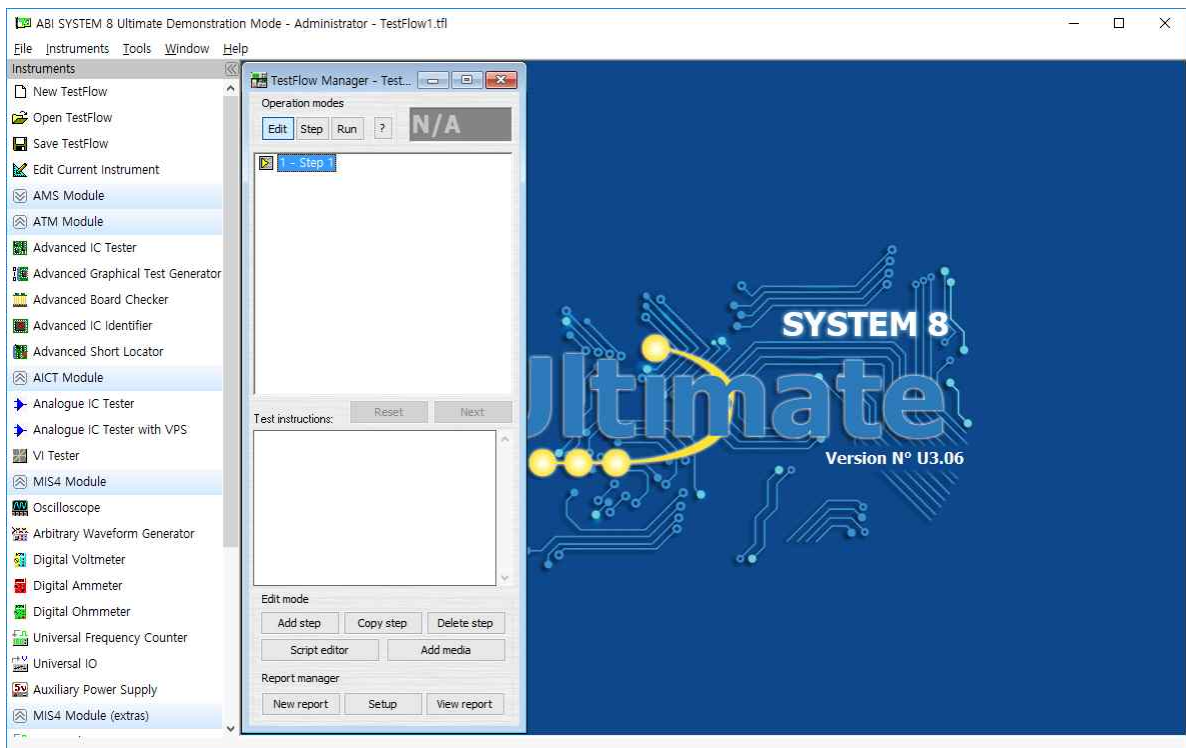 ABI SYSTEM 8 Ultimate Demonstration Mode - Administrator - TestFlow1.tfl
File Instruments Tools Window Help
Instruments
New TestFlow
Open TestFlow
Save TestFlow
Edit Current Instrument
AMS Module
ATM Module
Advanced IC Tester
Advanced Graphical Test Generator
Advanced Board Checker
Advanced IC Identifier
Advanced Short Locator
AICT Module
Analogue IC Tester
Analogue IC Tester with VPS
VI Tester
MIS4 Module
Oscilloscope
Arbitrary Waveform Generator
Digital Voltmeter
Digital Ammeter
Digital Ohmmeter
Universal Frequency Counter
Universal IO
Auxiliary Power Supply
MIS4 Module (extras)
TestFlow Manager - Test...
Operation modes
Edit Step Run ? N/A
1 - Step 1
Test instructions: Reset Next
Edit mode
Add step Copy step Delete step
Script editor Add media
Report manager
New report Setup View report
SYSTEM 8
Ultimate
Version N° U3.06